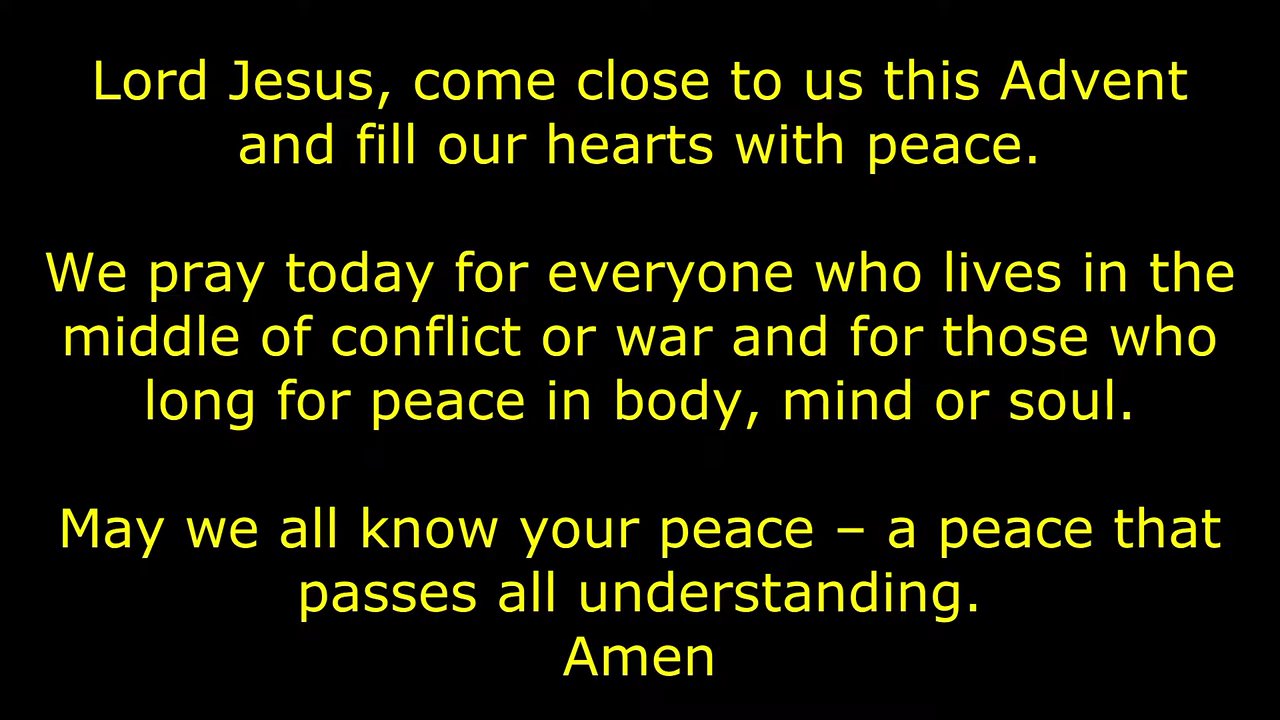 Lord Jesus, come close to us this Advent
and fill our hearts with peace.
We pray today for everyone who lives in the
middle of conflict or war and for those who
long for peace in body, mind or soul.
May we all know your peace – a peace that
passes all understanding.
Amen